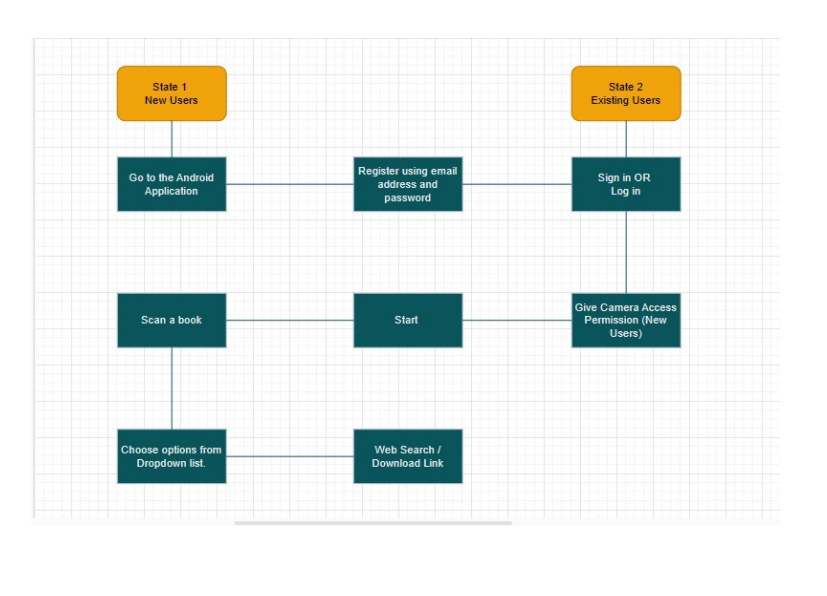 State 1
New Users
State 2
Existing Users
Go to the Android
Application
Register using email
address and
password
Sign in OR
Log in
Scan a book
Start
Give Camera Access
Permission (New
Users)
Choose options from
Dropdown list.
Web Search /
Download Link